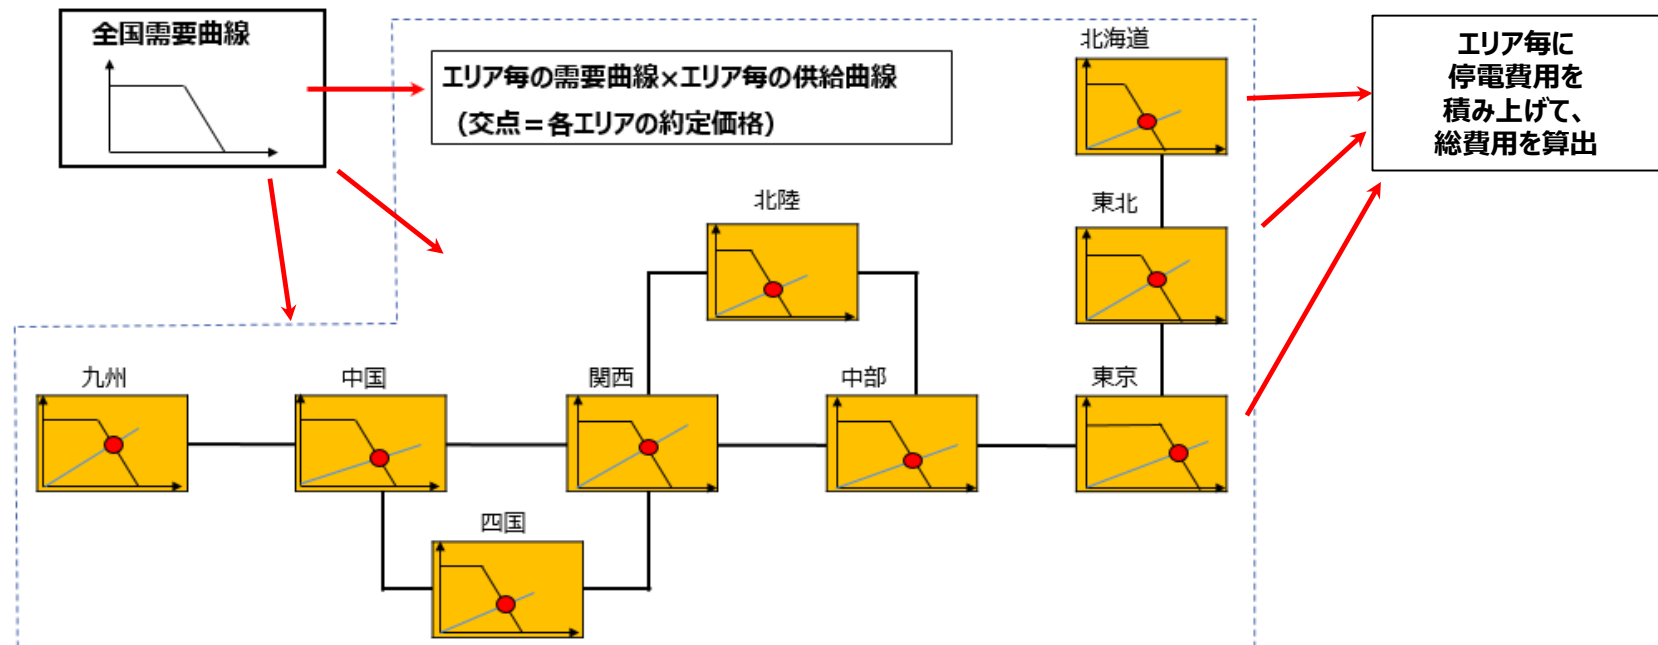 全国需要曲線
エリア毎の需要曲線×エリア毎の供給曲線
（交点＝各エリアの約定価格）
北海道
エリア毎に
停電費用を
積み上げて、
総費用を算出
北陸
東北
九州
中国
関西
中部
東京
四国